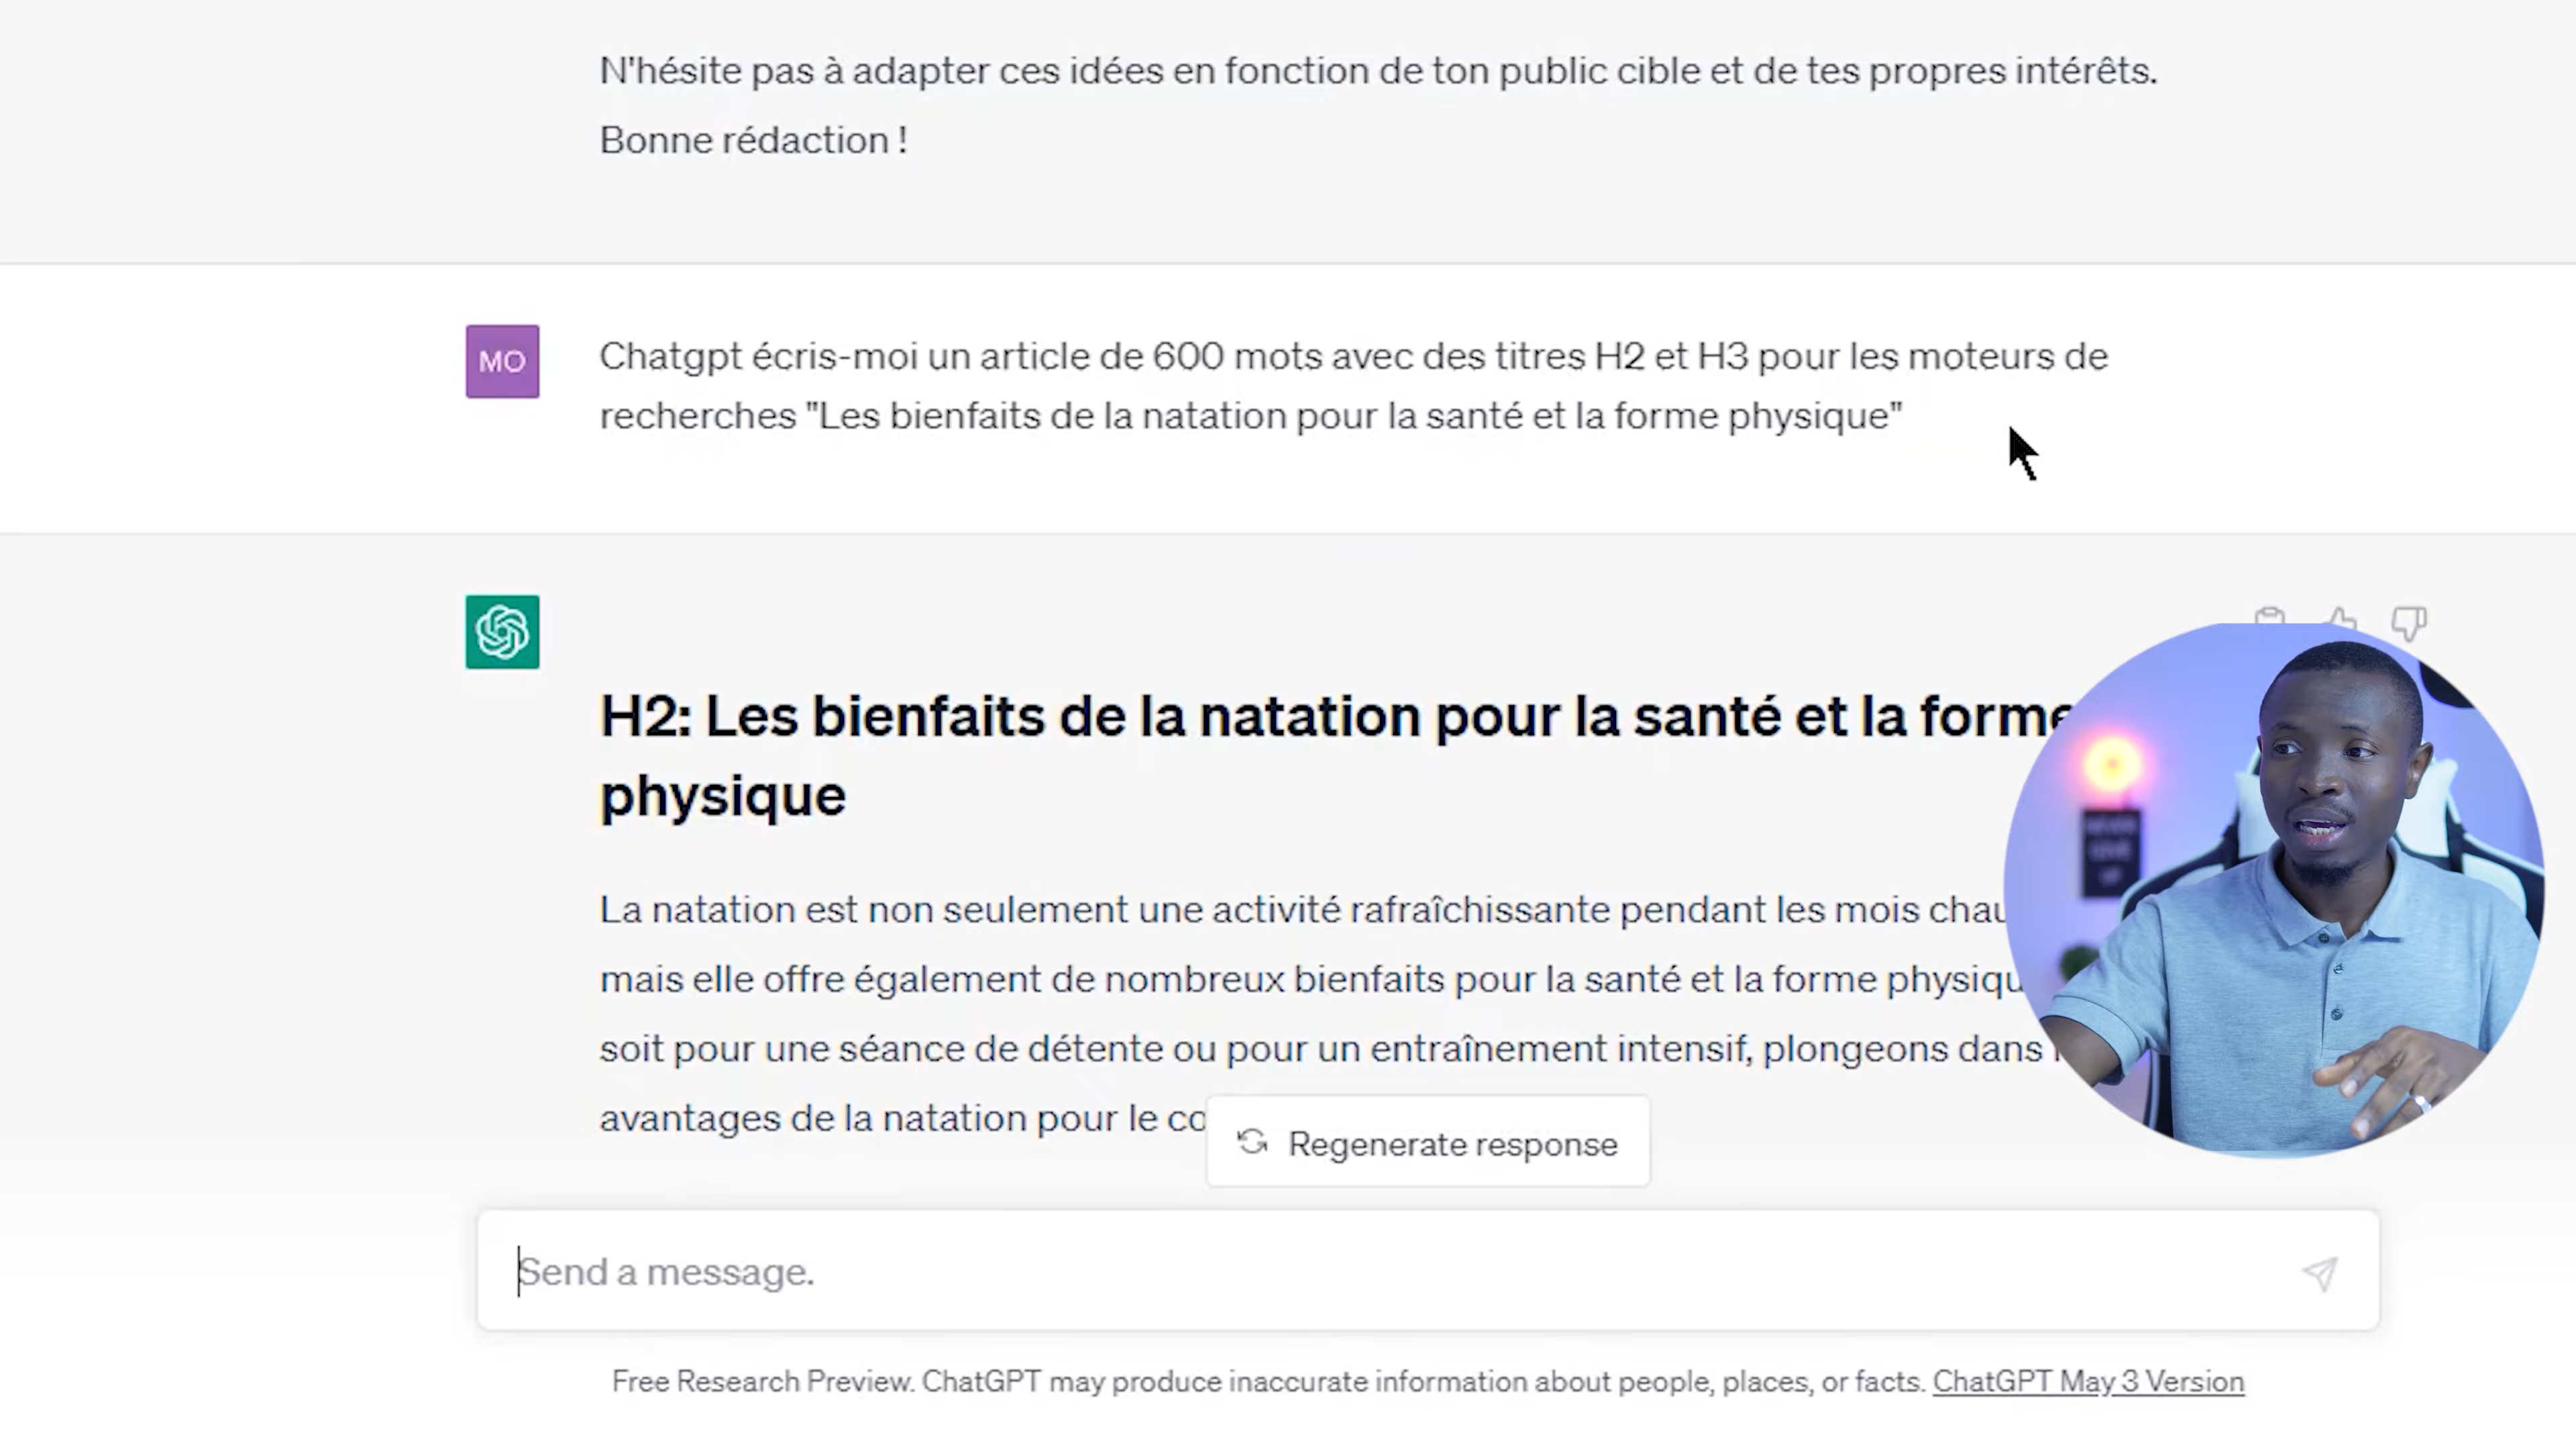 N'hésite pas à adapter ces idées en fonction de ton public cible et de tes propres intérêts.
Bonne rédaction !
MO
Chatgpt écris-moi un article de 600 mots avec des titres H2 et H3 pour les moteurs de
recherches "Les bienfaits de la natation pour la santé et la forme physique"
H2: Les bienfaits de la natation pour la santé et la forme
physique
La natation est non seulement une activité rafraîchissante pendant les mois
mais elle offre également de nombreux bienfaits pour la santé et la forme
soit pour une séance de détente ou pour un entraînement intensif, plongeons dans
avantages de la natation pour le
Regenerate response
Send a message.
Free Research Preview. ChatGPT may produce inaccurate information about people, places, or facts. ChatGPT May 3 Version